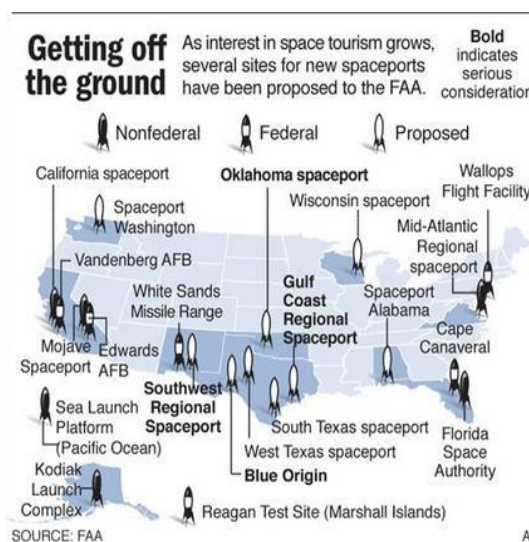 Getting off
the ground
As interest in space tourism grows,
several sites for new spaceports
have been proposed to the FAA.
Bold
indicates
serious
consideration
Nonfederal
Federal
Proposed
California spaceport
Oklahoma spaceport
Wallops
Flight Facility
Spaceport
Washington
Wisconsin spaceport
Mid-Atlantic
Regional
spaceport
Vandenberg AFB
White Sands
Missile Range
Gulf
Coast
Regional
Spaceport
Spaceport
Alabama
Cape
Canaveral
Mojave
Spaceport
Edwards
AFB
Southwest
Regional
Spaceport
Sea Launch
Platform
(Pacific Ocean)
South Texas spaceport
West Texas spaceport
Blue Origin
Florida
Space
Authority
Kodiak
Launch
Complex
Reagan Test Site (Marshall Islands)
SOURCE: FAA
A